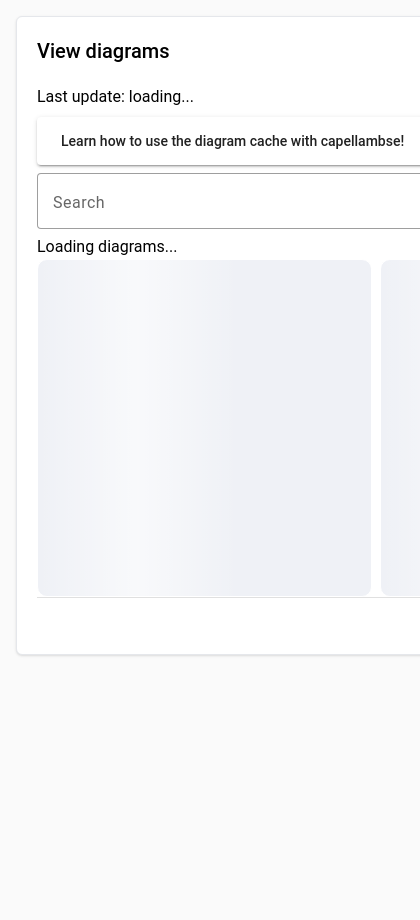 View diagrams
Last update: loading...
Learn how to use the diagram cache with capellambse!
Search
Loading diagrams...